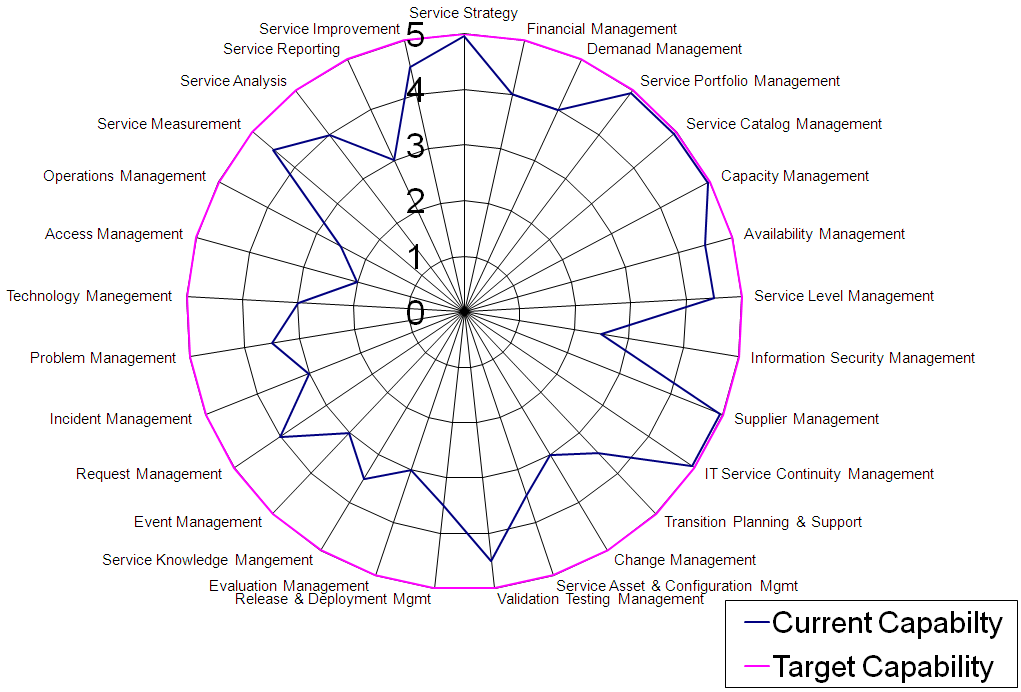 Service Strategy
Service Improvement
Financial Management
Service Reporting
Demanad Management
Service Analysis
Service Portfolio Management
Service Measurement
Service Catalog Management
Operations Management
Capacity Management
Access Management
Availability Management
Technology Manegement
Service Level Management
Problem Management
Information Security Management
Incident Management
Supplier Management
Request Management
IT Service Continuity Management
Event Management
Transition Planning & Support
Service Knowledge Mangement
Change Management
Evaluation Management
Service Asset & Configuration Mgmt
Release & Deployment Mgmt
Validation Testing Management
5
4
3
2
1
0
Current Capabilty
Target Capability